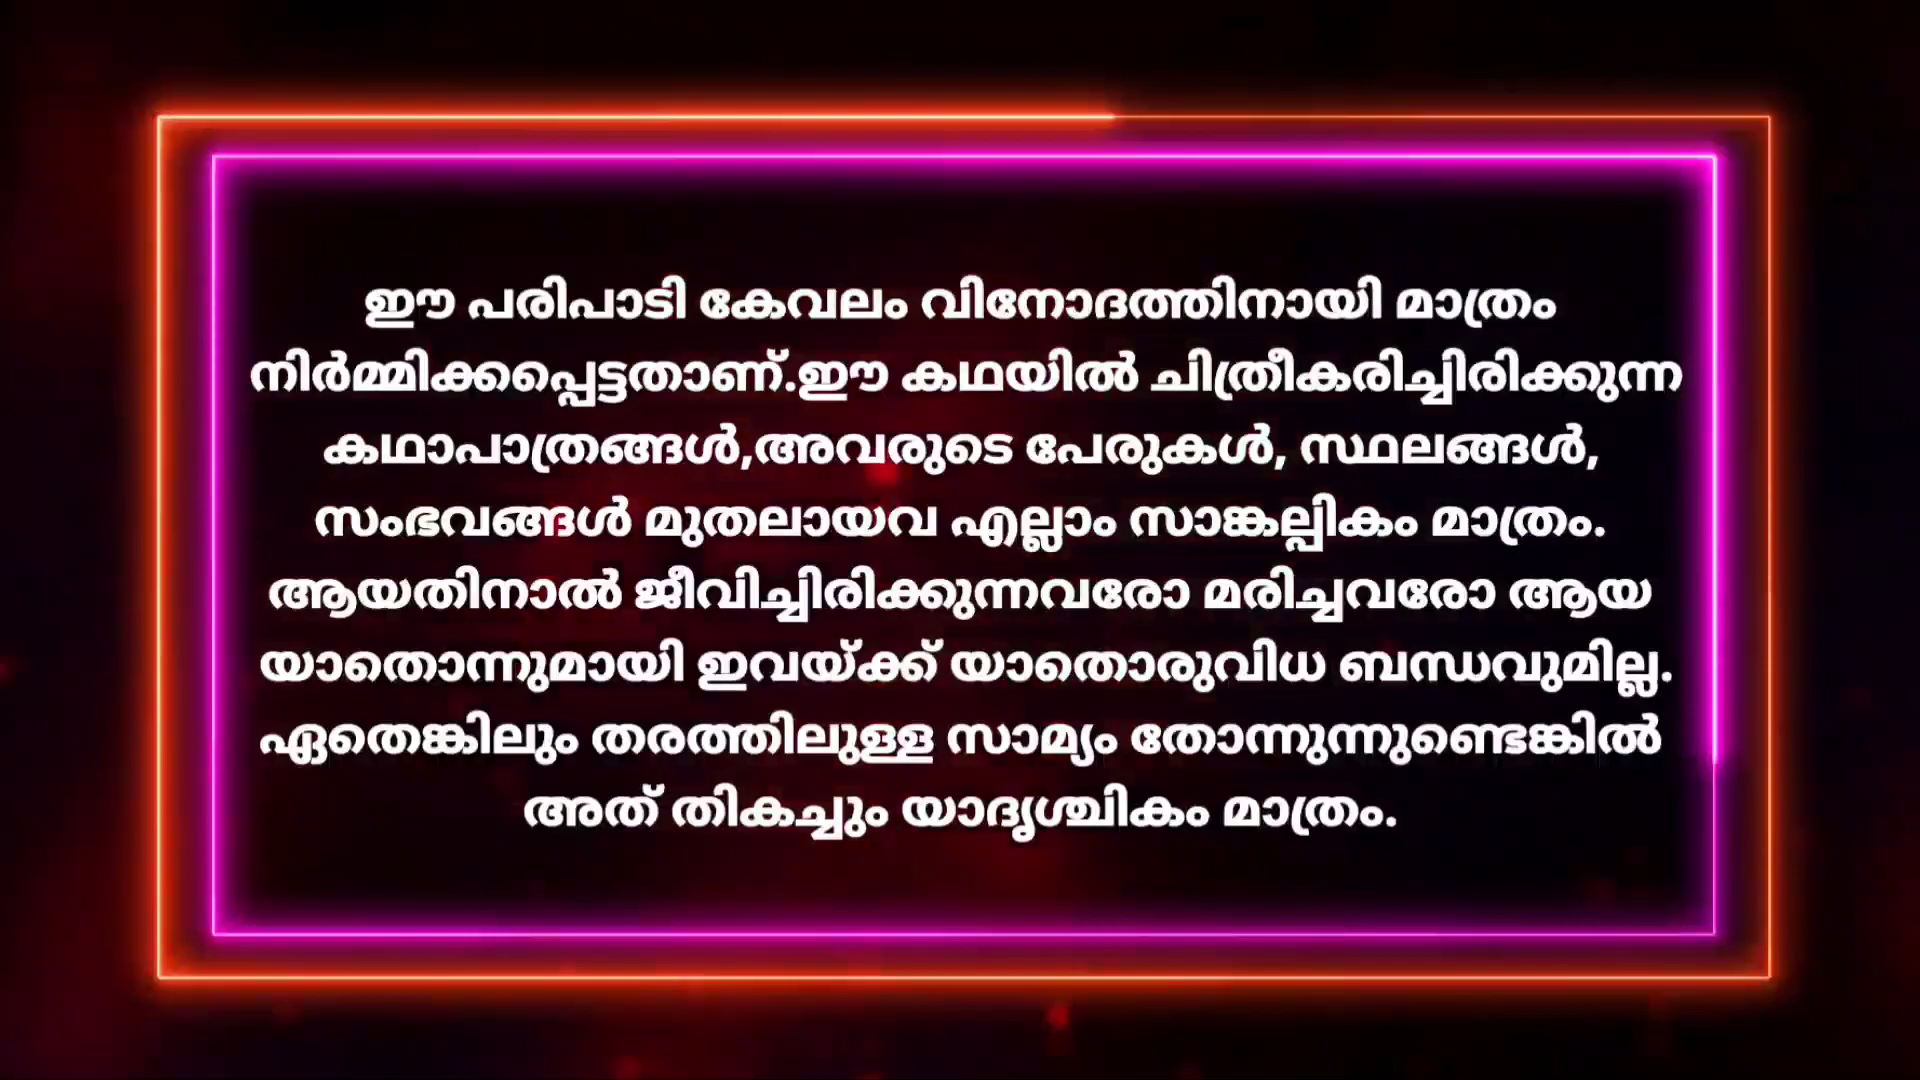 ഈ പരിപാടി കേവലം വിനോദത്തിനായി മാത്രം
നിർമ്മിക്കപ്പെട്ടതാണ്.ഈ കഥയിൽ ചിത്രീകരിച്ചിരിക്കുന്ന
കഥാപാത്രങ്ങൾ,അവരുടെ പേരുകൾ, സ്ഥലങ്ങൾ,
സംഭവങ്ങൾ മുതലായവ എല്ലാം സാങ്കല്പികം മാത്രം.
ആയതിനാൽ ജീവിച്ചിരിക്കുന്നവരോ മരിച്ചവരോ ആയ
യാതൊന്നുമായി ഇവയ്ക്ക് യാതൊരുവിധ ബന്ധവുമില്ല.
ഏതെങ്കിലും തരത്തിലുള്ള സാമ്യം തോന്നുന്നുണ്ടെങ്കിൽ
അത് തികച്ചും യാദൃശ്ചികം മാത്രം.